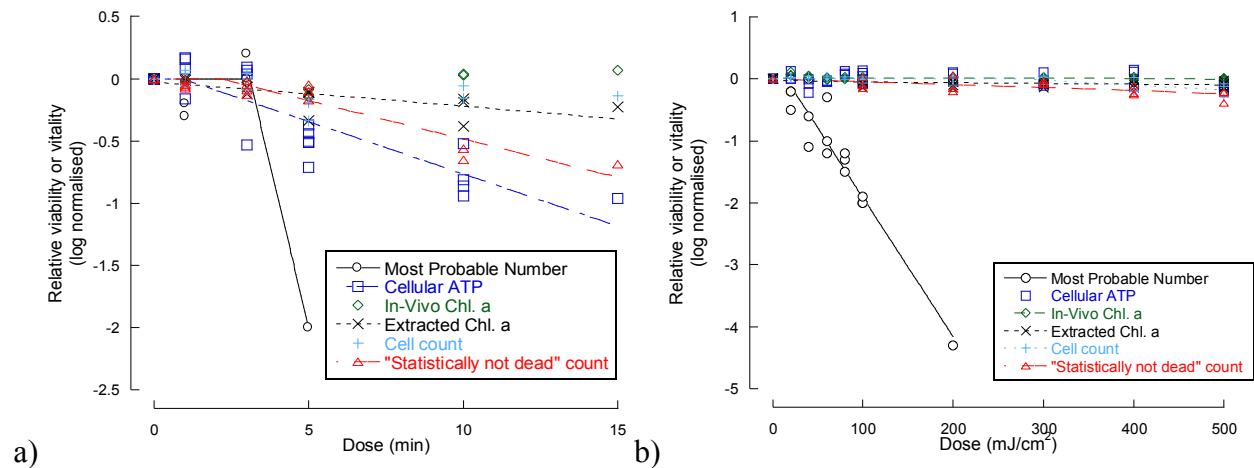 Relative viability or vitality
(log normalised)
0.5
0
-0.5
-1
-1.5
-2
-2.5
Most Probable Number
Cellular ATP
In-Vivo Chl. a
Extracted Chl. a
Cell count
"Statistically not dead" count
0
5
10
15
Dose (min)
a)
Relative viability or vitality
(log normalised)
1
0
-1
-2
-3
-4
-5
Most Probable Number
Cellular ATP
In-Vivo Chl. a
Extracted Chl. a
Cell count
"Statistically not dead" count
0
100
200
300
400
500
Dose (mJ/cm²)
b)